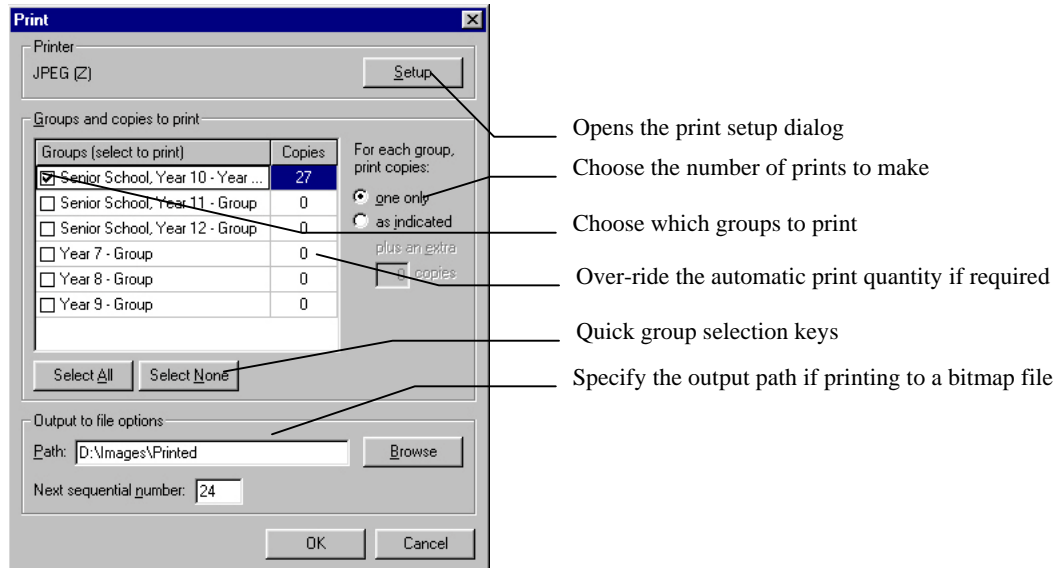 Print
Printer
JPEG (Z)
Setup
Groups and copies to print
Groups (select to print) Copies
Senior School, Year 10 - Year ... 27
Senior School, Year 11 - Group 0
Senior School, Year 12 - Group 0
Year 7 - Group 0
Year 8 - Group 0
Year 9 - Group 0
For each group,
print copies:
one only
as indicated
plus an extra
0 copies
Select All Select None
Output to file options
Path: D:\Images\Printed Browse
Next sequential number: 24
OK Cancel
Opens the print setup dialog
Choose the number of prints to make
Choose which groups to print
Over-ride the automatic print quantity if required
Quick group selection keys
Specify the output path if printing to a bitmap file